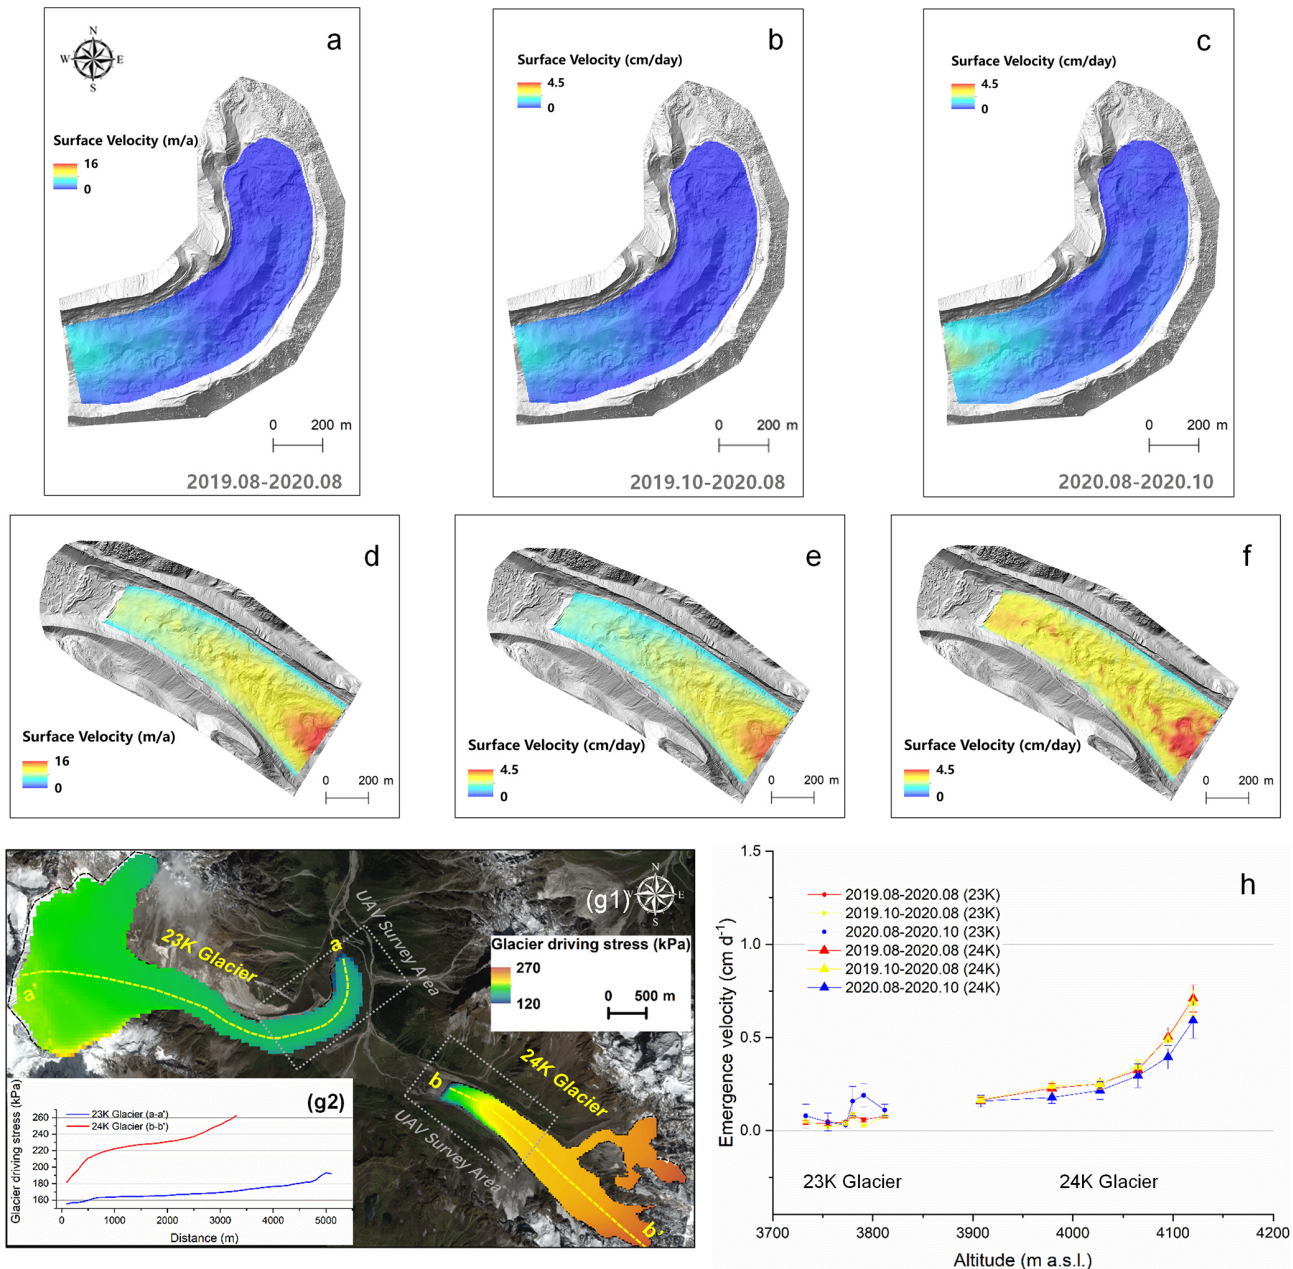 a
N
W E
S
Surface Velocity (m/a)
16
0
0 200 m
2019.08-2020.08
b
Surface Velocity (cm/day)
4.5
0
0 200 m
2019.10-2020.08
c
Surface Velocity (cm/day)
4.5
0
0 200 m
2020.08-2020.10
d
Surface Velocity (m/a)
16
0
0 200 m
e
Surface Velocity (cm/day)
4.5
0
0 200 m
f
Surface Velocity (cm/day)
4.5
0
0 200 m
(g1)
N
W E
S
UAV Survey Area
23K Glacier
a
a'
Glacier driving stress (kPa)
270
120
0 500 m
24K Glacier
b
b'
UAV Survey Area
(g2)
23K Glacier (a-a')
24K Glacier (b-b')
Glacier driving stress (kPa)
260
240
220
200
180
160
0 1000 2000 3000 4000 5000
Distance (m)
h
2019.08-2020.08 (23K)
2019.10-2020.08 (23K)
2020.08-2020.10 (23K)
2019.08-2020.08 (24K)
2019.10-2020.08 (24K)
2020.08-2020.10 (24K)
Emergence velocity (cm d⁻¹)
1.5
1.0
0.5
0.0
23K Glacier 24K Glacier
3700 3800 3900 4000 4100 4200
Altitude (m a.s.l.)